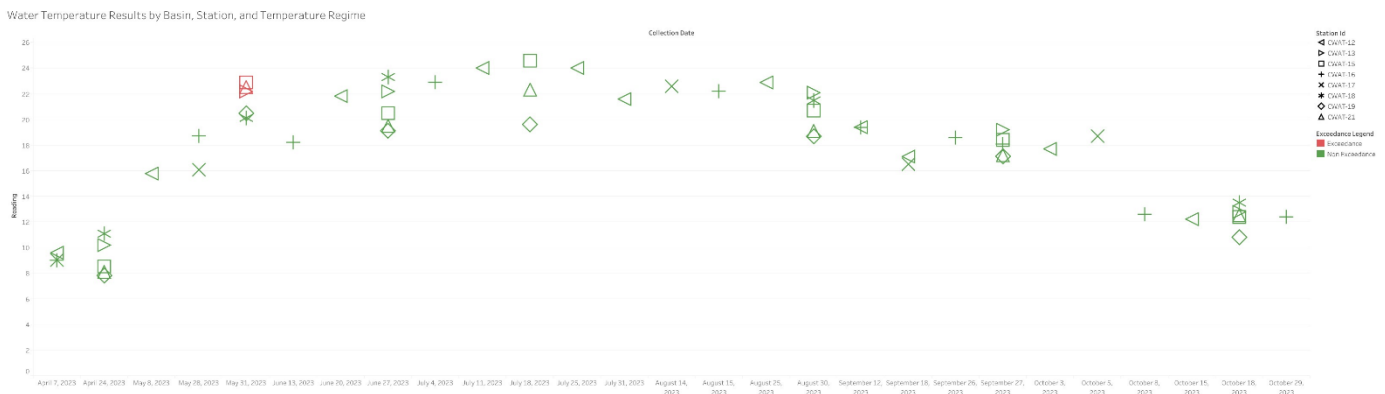 Water Temperature Results by Basin, Station, and Temperature Regime
Collection Date
Station Id
CWAT-12
CWAT-13
CWAT-15
CWAT-16
CWAT-17
CWAT-18
CWAT-19
CWAT-21
Exceedance Legend
Exceedance
Non Exceedance
Reading
26
24
22
20
18
16
14
12
10
8
6
4
2
0
April 7, 2023
April 24, 2023
May 8, 2023
May 28, 2023
May 31, 2023
June 13, 2023
June 20, 2023
June 27, 2023
July 4, 2023
July 11, 2023
July 18, 2023
July 25, 2023
July 31, 2023
August 14,
2023
August 15,
2023
August 25,
2023
August 30,
2023
September 12,
2023
September 18,
2023
September 26,
2023
September 27,
2023
October 3,
2023
October 5,
2023
October 8,
2023
October 15,
2023
October 18,
2023
October 29,
2023